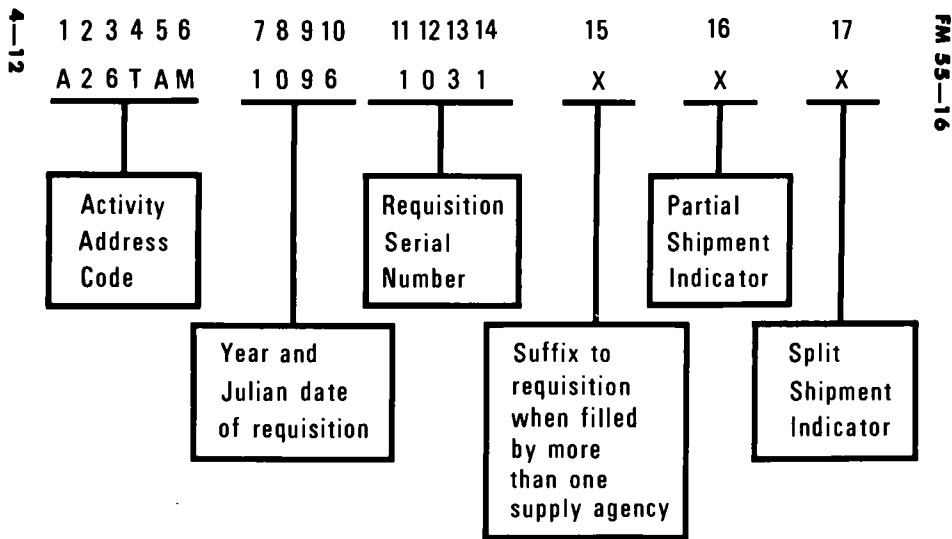 4—12
FM 55—16
1 2 3 4 5 6 7 8 9 10 11 12 13 14 15 16 17
A 2 6 T A M 1 0 9 6 1 0 3 1 X X X
Activity
Address
Code
Requisition
Serial
Number
Partial
Shipment
Indicator
Year and
Julian date
of requisition
Suffix to
requisition
when filled
by more
than one
supply agency
Split
Shipment
Indicator